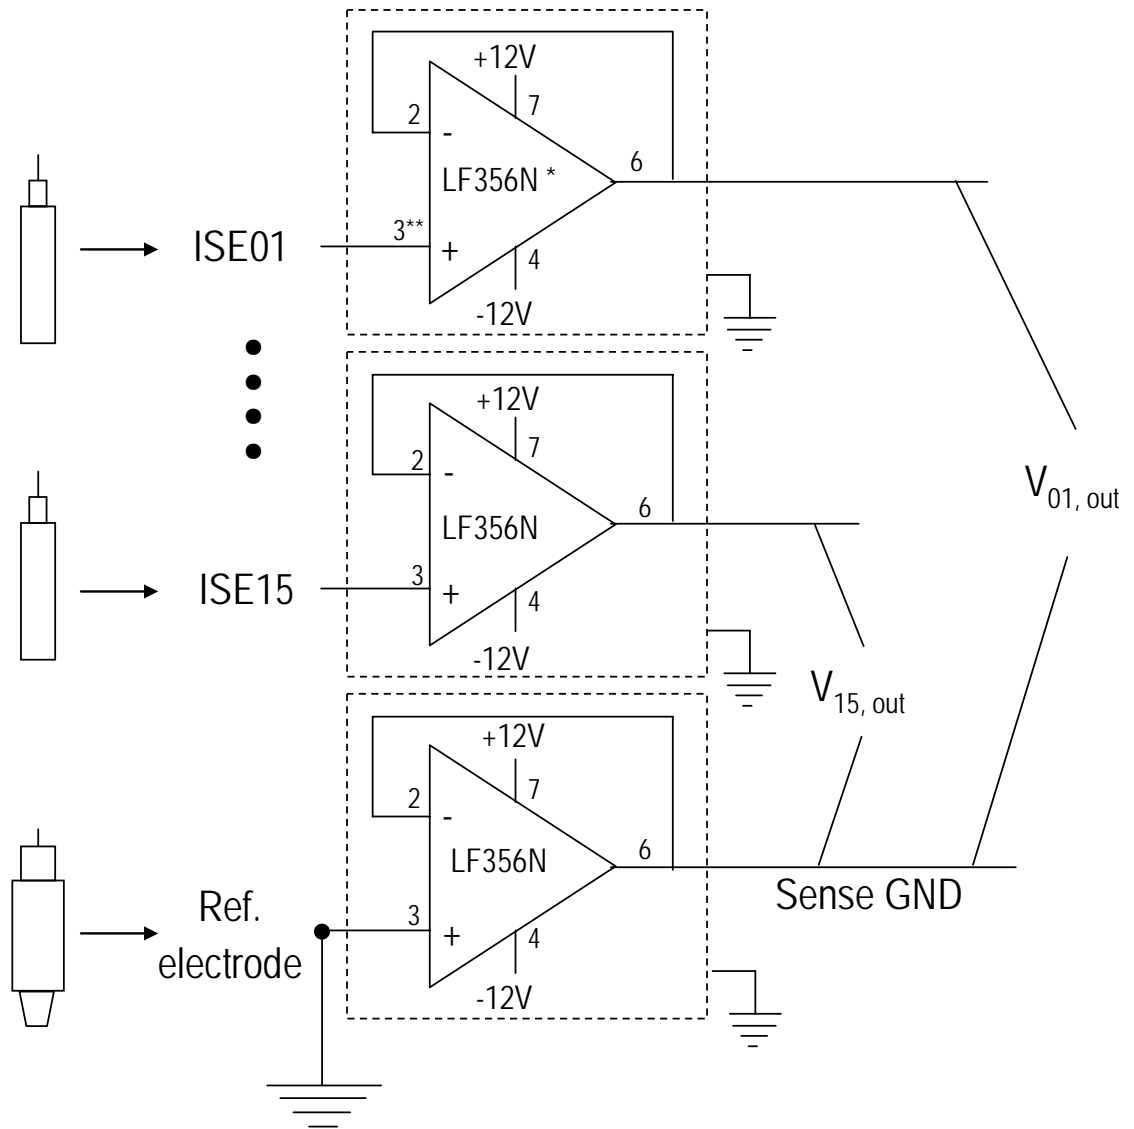 +12V
7
2
-
6
LF356N *
3**
+
ISE01
4
-12V
+12V
7
2
-
V01, out
6
LF356N
3
+
ISE15
4
-12V
V15, out
+12V
7
2
-
6
LF356N
Sense GND
Ref.
electrode
3
+
4
-12V